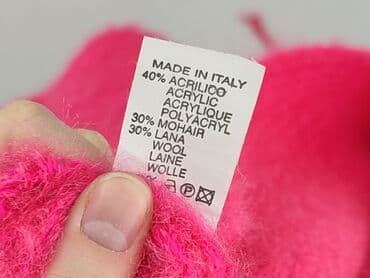 MADE IN ITALY
40% ACRILICO
ACRYLIC
ACRYLIQUE
POLYACRYL
30% MOHAIR
30% LANA
WOOL
LAINE
WOLLE
P